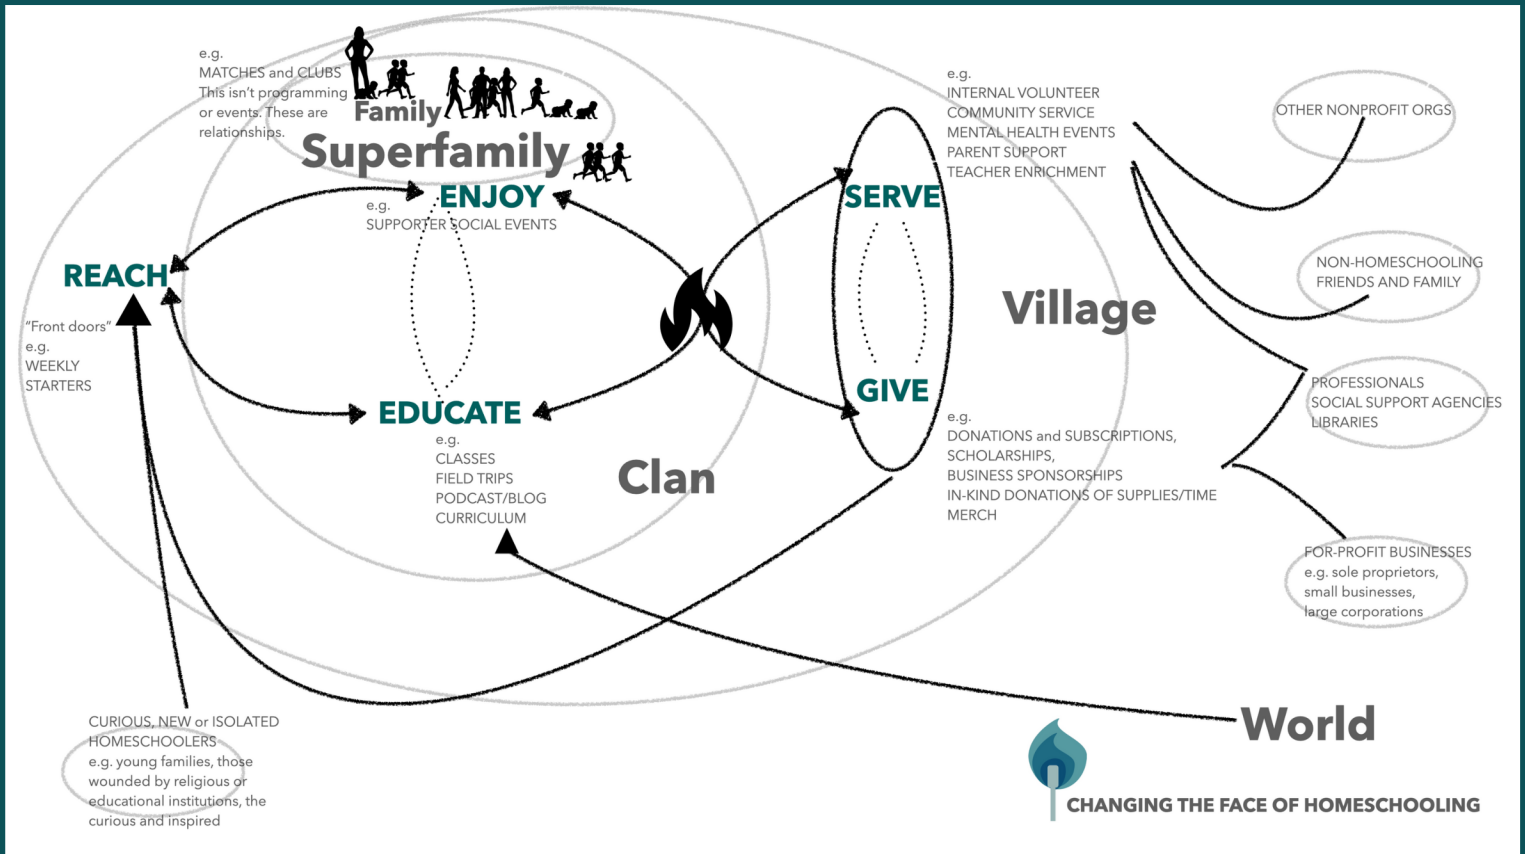 e.g.
MATCHES and CLUBS
This isn't programming
or events. These are
relationships.
Family
Superfamily
ENJOY
e.g.
SUPPORTER SOCIAL EVENTS
REACH
"Front doors"
e.g.
WEEKLY
STARTERS
EDUCATE
e.g.
CLASSES
FIELD TRIPS
PODCAST/BLOG
CURRICULUM
Clan
SERVE
GIVE
e.g.
INTERNAL VOLUNTEER
COMMUNITY SERVICE
MENTAL HEALTH EVENTS
PARENT SUPPORT
TEACHER ENRICHMENT
Village
e.g.
DONATIONS and SUBSCRIPTIONS,
SCHOLARSHIPS,
BUSINESS SPONSORSHIPS
IN-KIND DONATIONS OF SUPPLIES/TIME
MERCH
OTHER NONPROFIT ORGS
NON-HOMESCHOOLING
FRIENDS AND FAMILY
PROFESSIONALS
SOCIAL SUPPORT AGENCIES
LIBRARIES
FOR-PROFIT BUSINESSES
e.g. sole proprietors,
small businesses,
large corporations
CURIOUS, NEW or ISOLATED
HOMESCHOOLERS
e.g. young families, those
wounded by religious or
educational institutions, the
curious and inspired
World
CHANGING THE FACE OF HOMESCHOOLING